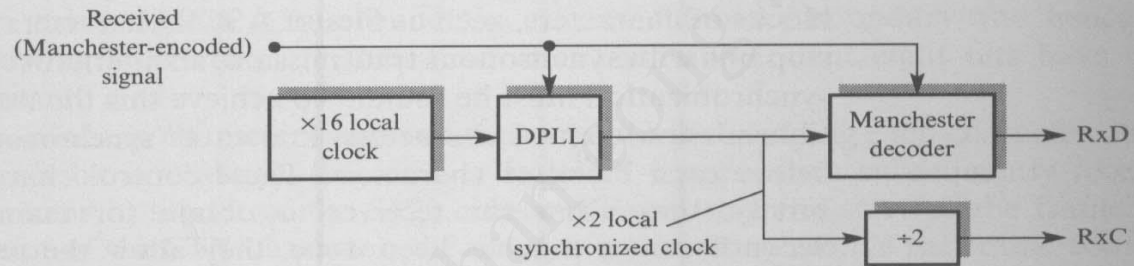 Received
(Manchester-encoded)
signal
×16 local
clock
DPLL
Manchester
decoder
RxD
×2 local
synchronized clock
÷2
RxC